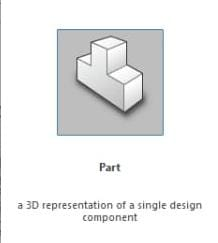 Part
a 3D representation of a single design
component